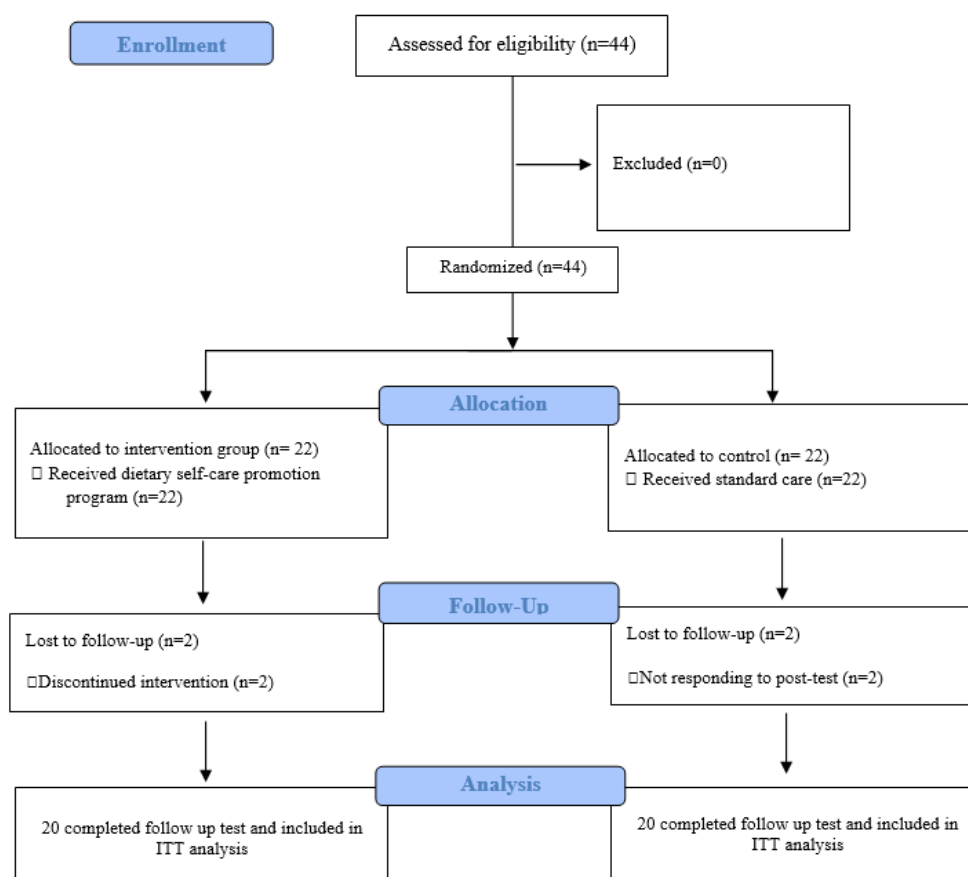 Enrollment
Assessed for eligibility (n=44)
Excluded (n=0)
Randomized (n=44)
Allocation
Allocated to intervention group (n= 22)
□ Received dietary self-care promotion
program (n=22)
Allocated to control (n= 22)
□ Received standard care (n=22)
Follow-Up
Lost to follow-up (n=2)
□Discontinued intervention (n=2)
Lost to follow-up (n=2)
□Not responding to post-test (n=2)
Analysis
20 completed follow up test and included in
ITT analysis
20 completed follow up test and included in
ITT analysis